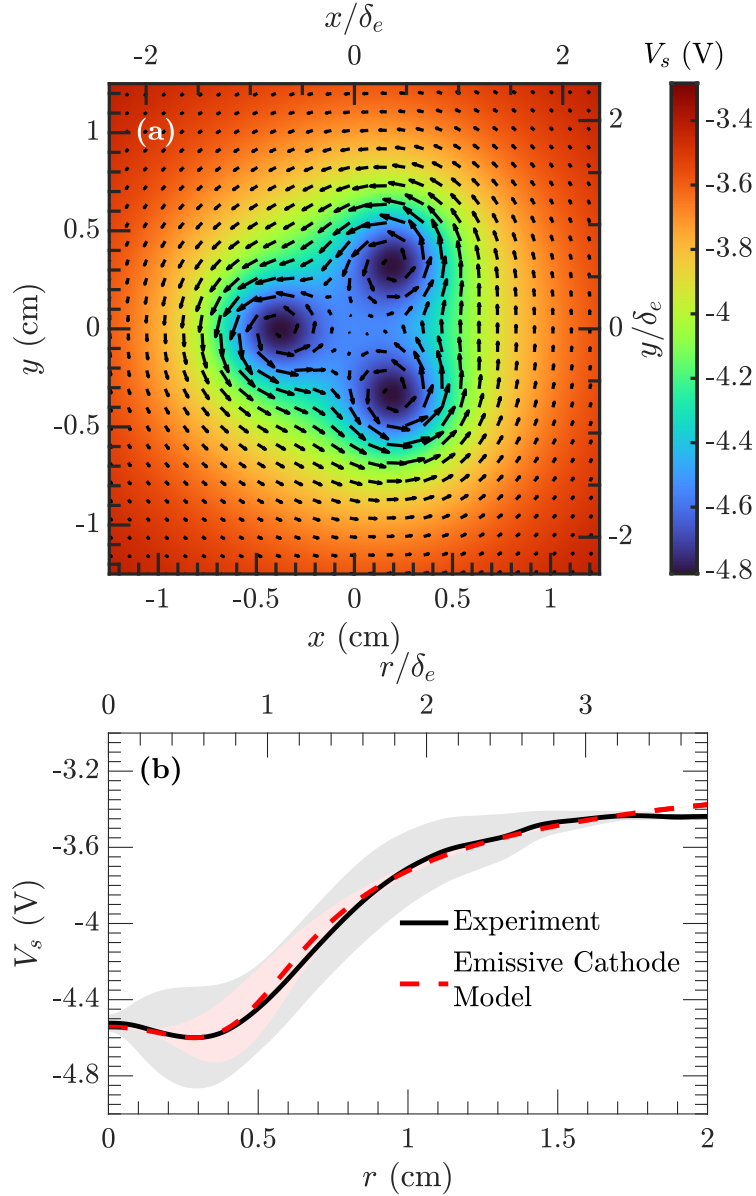 x/δₑ
-2 0 2
Vₛ (V)
(a)
1
0.5
0
-0.5
-1
y (cm)
2
0
-2
y/δₑ
-3.4
-3.6
-3.8
-4
-4.2
-4.4
-4.6
-4.8
-1 -0.5 0 0.5 1
x (cm)
r/δₑ
0 1 2 3
(b)
-3.2
-3.6
-4
-4.4
-4.8
Vₛ (V)
Experiment
Emissive Cathode
Model
0 0.5 1 1.5 2
r (cm)